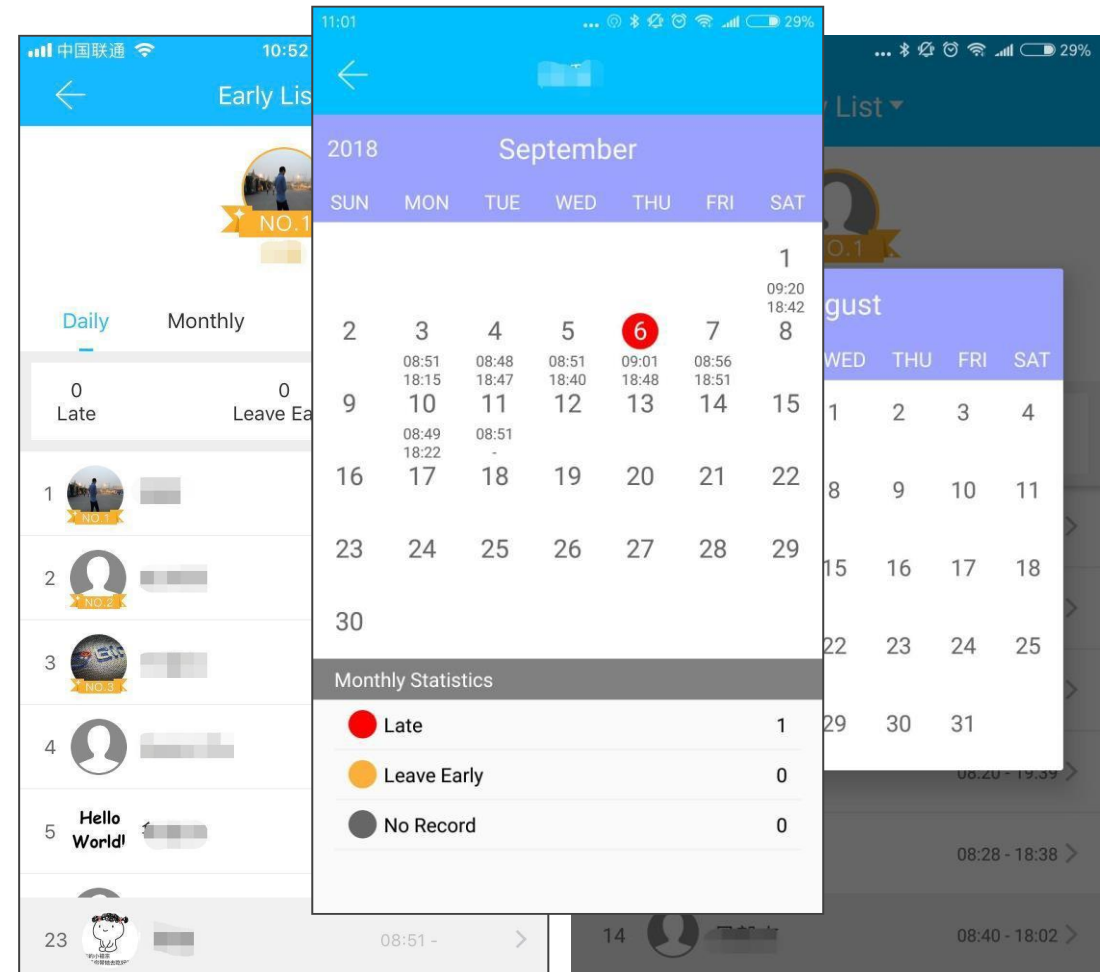 中国联通 10:52
Early Lis
NO.1
Daily Monthly
0 0
Late Leave Ea
1 NO.1
2 NO.2
3 NO.3
4
5 Hello
World!
23 08:51 -
11:01 ... 29%
2018 September
SUN MON TUE WED THU FRI SAT
1
09:20
18:42
2 3 4 5 6 7 8
08:51 08:48 08:51 09:01 08:56
18:15 18:47 18:40 18:48 18:51
9 10 11 12 13 14 15
08:49 08:51
18:22 -
16 17 18 19 20 21 22
23 24 25 26 27 28 29
30
Monthly Statistics
Late 1
Leave Early 0
No Record 0
... 29%
List
O.1
gust
WED THU FRI SAT
1 2 3 4
8 9 10 11
15 16 17 18
22 23 24 25
29 30 31
08:20 - 19:39
08:28 - 18:38
14 08:40 - 18:02